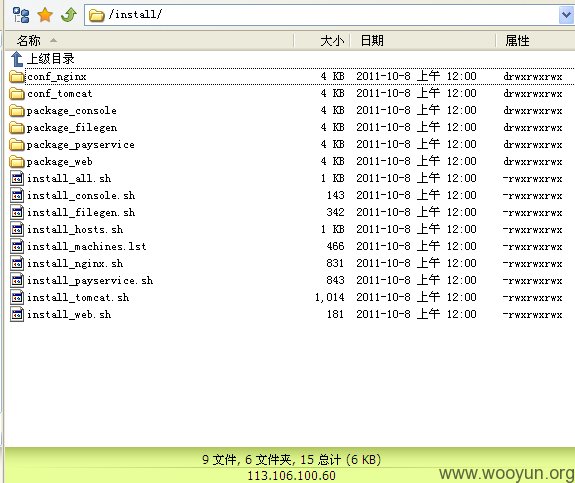 /install/
名称 大小 日期 属性
上级目录
conf_nginx 4 KB 2011-10-8 上午 12:00 drwxrwxrwx
conf_tomcat 4 KB 2011-10-8 上午 12:00 drwxrwxrwx
package_console 4 KB 2011-10-8 上午 12:00 drwxrwxrwx
package_filegen 4 KB 2011-10-8 上午 12:00 drwxrwxrwx
package_payservice 4 KB 2011-10-8 上午 12:00 drwxrwxrwx
package_web 4 KB 2011-10-8 上午 12:00 drwxrwxrwx
install_all.sh 1 KB 2011-10-8 上午 12:00 -rwxrwxrwx
install_console.sh 143 2011-10-8 上午 12:00 -rwxrwxrwx
install_filegen.sh 342 2011-10-8 上午 12:00 -rwxrwxrwx
install_hosts.sh 1 KB 2011-10-8 上午 12:00 -rwxrwxrwx
install_machines.lst 466 2011-10-8 上午 12:00 -rwxrwxrwx
install_nginx.sh 831 2011-10-8 上午 12:00 -rwxrwxrwx
install_payservice.sh 843 2011-10-8 上午 12:00 -rwxrwxrwx
install_tomcat.sh 1,014 2011-10-8 上午 12:00 -rwxrwxrwx
install_web.sh 181 2011-10-8 上午 12:00 -rwxrwxrwx
9 文件, 6 文件夹, 15 总计 (6 KB)
113.106.100.60
www.wooyun.org